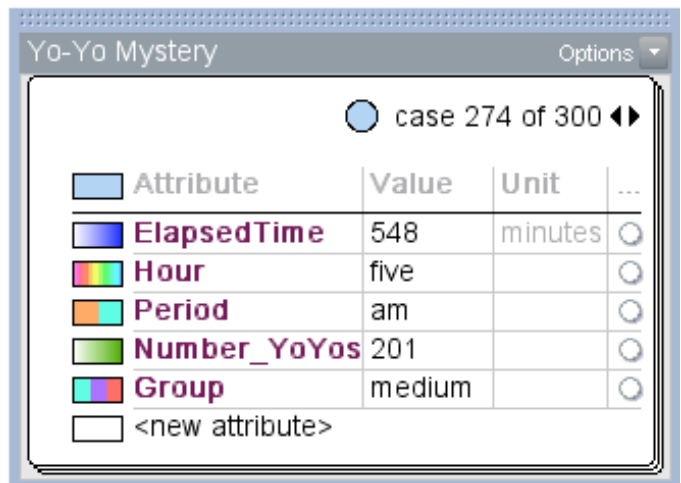 Yo-Yo Mystery Options
case 274 of 300
Attribute Value Unit ...
ElapsedTime 548 minutes
Hour five
Period am
Number_YoYos 201
Group medium
<new attribute>